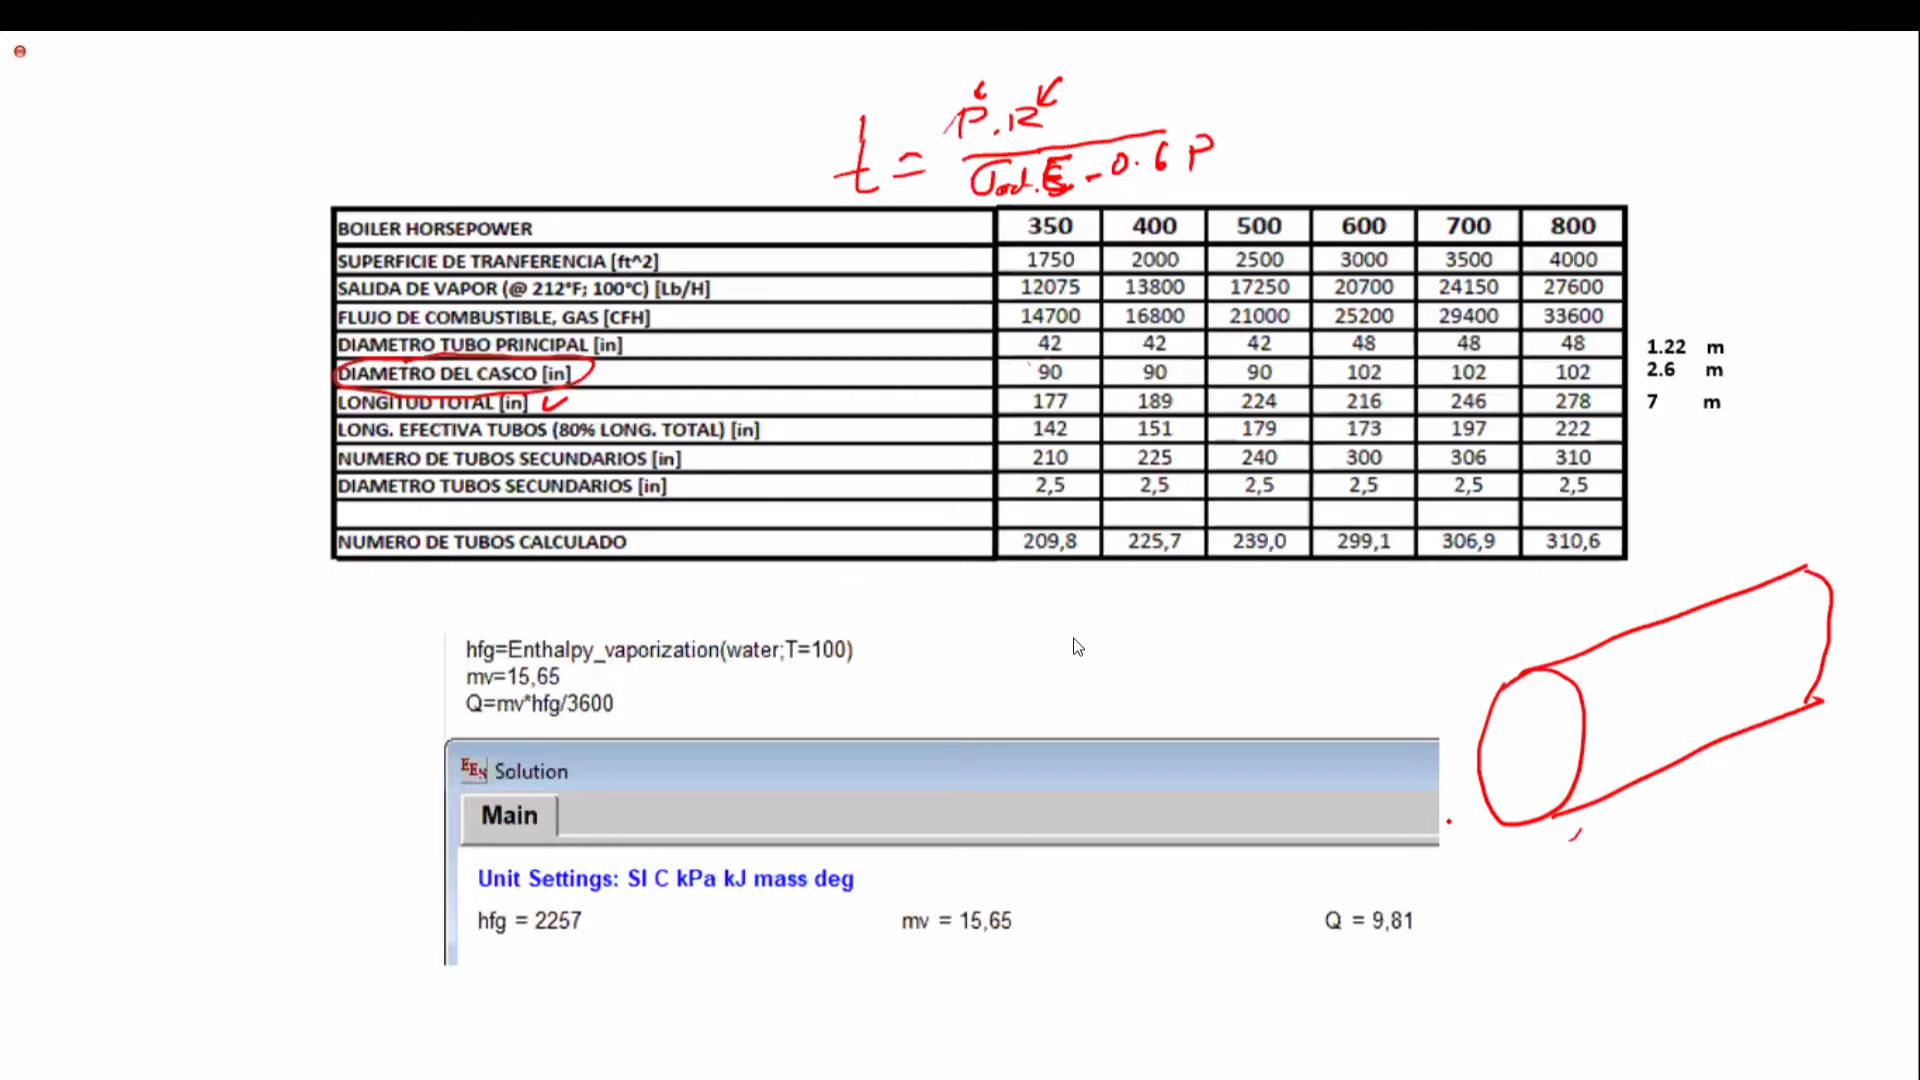 t = P.R
σad.E - 0.6 P
BOILER HORSEPOWER 350 400 500 600 700 800
SUPERFICIE DE TRANFERENCIA [ft^2] 1750 2000 2500 3000 3500 4000
SALIDA DE VAPOR (@ 212°F; 100°C) [Lb/H] 12075 13800 17250 20700 24150 27600
FLUJO DE COMBUSTIBLE, GAS [CFH] 14700 16800 21000 25200 29400 33600
DIAMETRO TUBO PRINCIPAL [in] 42 42 42 48 48 48 1.22 m
DIAMETRO DEL CASCO [in] 90 90 90 102 102 102 2.6 m
LONGITUD TOTAL [in] 177 189 224 216 246 278 7 m
LONG. EFECTIVA TUBOS (80% LONG. TOTAL) [in] 142 151 179 173 197 222
NUMERO DE TUBOS SECUNDARIOS [in] 210 225 240 300 306 310
DIAMETRO TUBOS SECUNDARIOS [in] 2,5 2,5 2,5 2,5 2,5 2,5
NUMERO DE TUBOS CALCULADO 209,8 225,7 239,0 299,1 306,9 310,6
hfg=Enthalpy_vaporization(water;T=100)
mv=15,65
Q=mv*hfg/3600
EES Solution
Main
Unit Settings: SI C kPa kJ mass deg
hfg = 2257 mv = 15,65 Q = 9,81